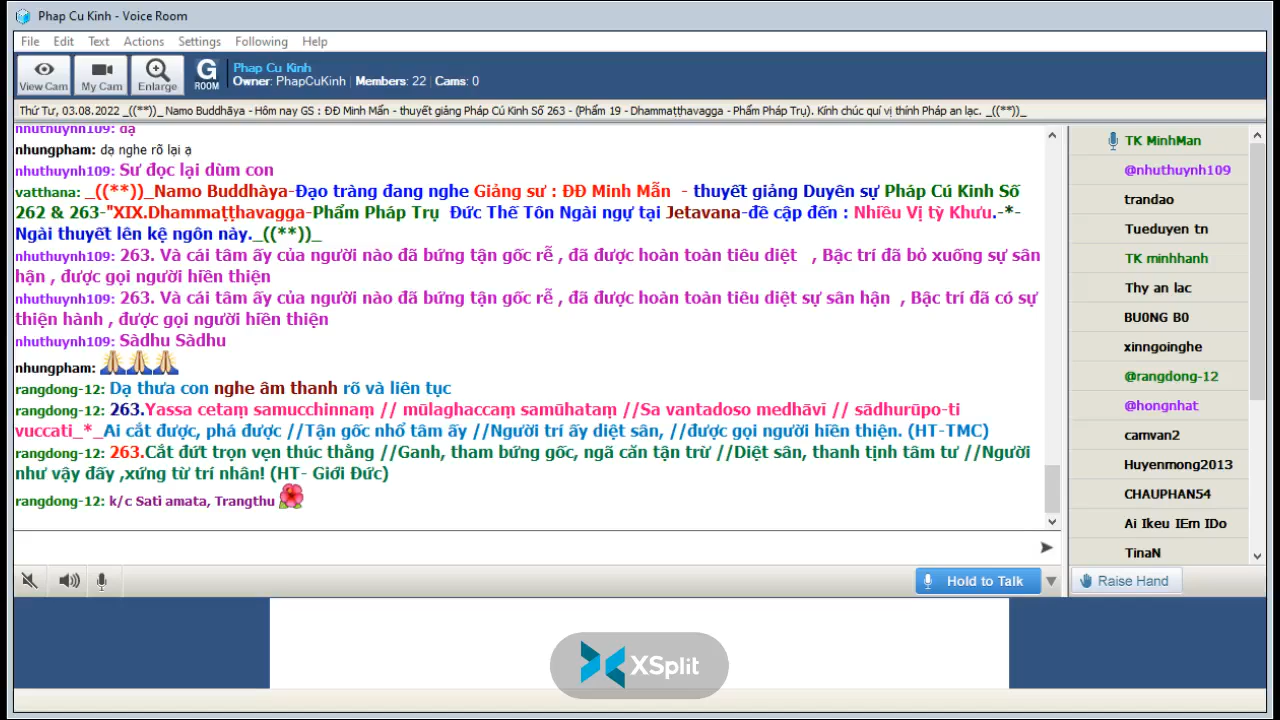 Phap Cu Kinh - Voice Room
File Edit Text Actions Settings Following Help
View Cam My Cam Enlarge G ROOM
Phap Cu Kinh
Owner: PhapCuKinh Members: 22 Cams: 0
Thứ Tư, 03.08.2022 _((**))_ Namo Buddhāya - Hôm nay GS : ĐĐ Minh Mẫn - thuyết giảng Pháp Cú Kinh Số 263 - (Phẩm 19 - Dhammaṭṭhavagga - Phẩm Pháp Trụ). Kính chúc quí vị thính Pháp an lạc. _((**))_
nhuthuynh109: dạ
nhungpham: dạ nghe rõ lại ạ
nhuthuynh109: Sư đọc lại dùm con
vatthana: _((**))_Namo Buddhàya-Đạo tràng đang nghe Giảng sư : ĐĐ Minh Mẫn - thuyết giảng Duyên sự Pháp Cú Kinh Số
262 & 263-"XIX.Dhammaṭṭhavagga-Phẩm Pháp Trụ Đức Thế Tôn Ngài ngự tại Jetavana-đề cập đến : Nhiều Vị tỳ Khưu.-*-
Ngài thuyết lên kệ ngôn này._((**))_
nhuthuynh109: 263. Và cái tâm ấy của người nào đã bứng tận gốc rễ , đã được hoàn toàn tiêu diệt , Bậc trí đã bỏ xuống sự sân
hận , được gọi người hiền thiện
nhuthuynh109: 263. Và cái tâm ấy của người nào đã bứng tận gốc rễ , đã được hoàn toàn tiêu diệt sự sân hận , Bậc trí đã có sự
thiện hành , được gọi người hiền thiện
nhuthuynh109: Sàdhu Sàdhu
nhungpham:
rangdong-12: Dạ thưa con nghe âm thanh rõ và liên tục
rangdong-12: 263.Yassa cetaṃ samucchinnaṃ // mūlaghaccaṃ samūhataṃ //Sa vantadoso medhāvī // sādhurūpo-ti
vuccati_*_Ai cắt được, phá được //Tận gốc nhổ tâm ấy //Người trí ấy diệt sân, //được gọi người hiền thiện. (HT-TMC)
rangdong-12: 263.Cắt đứt trọn vẹn thúc thằng //Ganh, tham bứng gốc, ngã căn tận trừ //Diệt sân, thanh tịnh tâm tư //Người
như vậy đấy ,xứng từ trí nhân! (HT- Giới Đức)
rangdong-12: k/c Sati amata, Trangthu
TK MinhMan
@nhuthuynh109
trandao
Tueduyen tn
TK minhhanh
Thy an lac
BU0NG B0
xinngoinghe
@rangdong-12
@hongnhat
camvan2
Huyenmong2013
CHAUPHAN54
Ai Ikeu IEm IDo
TinaN
Hold to Talk
Raise Hand
XSplit